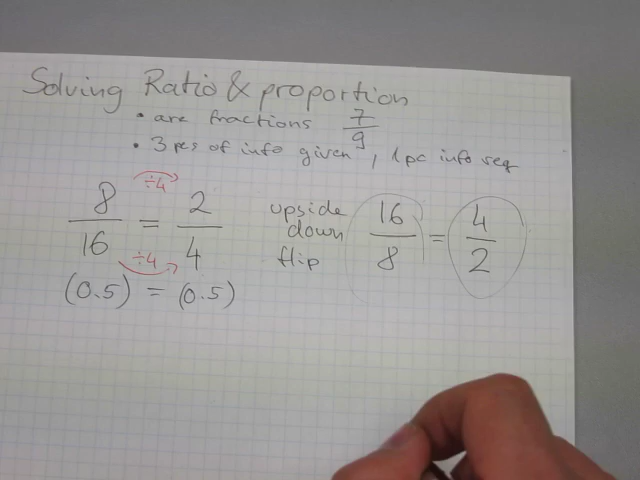 Solving Ratio & proportion
• are fractions 7/9
• 3 pcs of info given, 1 pc info req
8/16 = 2/4
÷4
÷4
(0.5) = (0.5)
upside
down
flip
16/8 = 4/2